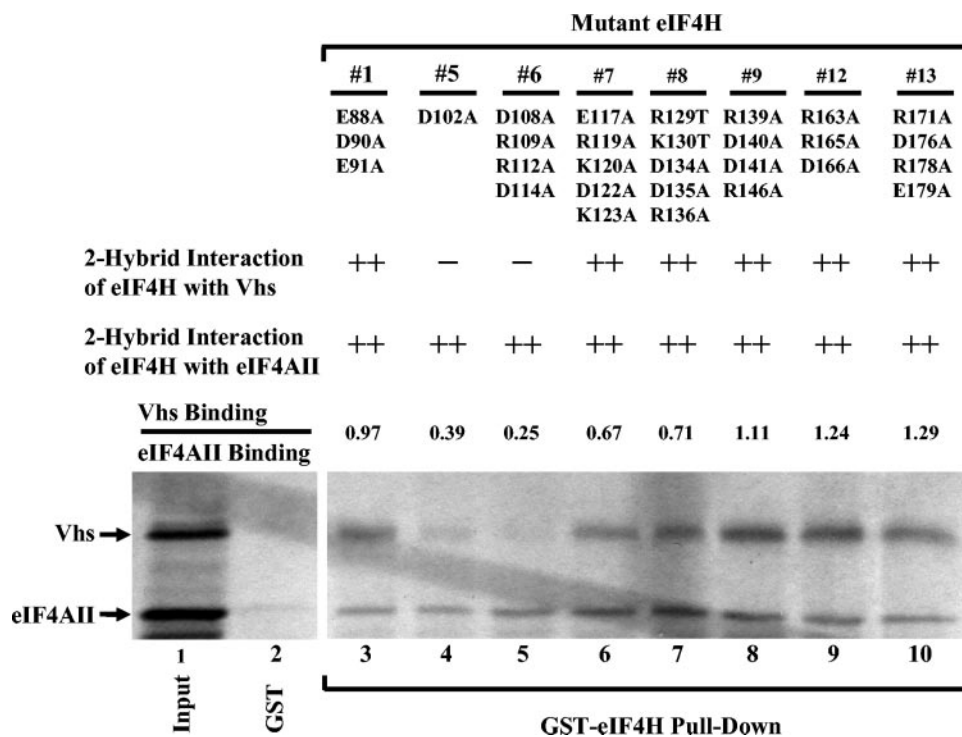 Mutant eIF4H
#1 #5 #6 #7 #8 #9 #12 #13
E88A D102A D108A E117A R129T R139A R163A R171A
D90A R109A R119A K130T D140A R165A D176A
E91A R112A K120A D134A D141A D166A R178A
D114A D122A D135A R146A E179A
K123A R136A
2-Hybrid Interaction
of eIF4H with Vhs
++ − − ++ ++ ++ ++ ++
2-Hybrid Interaction
of eIF4H with eIF4AII
++ ++ ++ ++ ++ ++ ++ ++
Vhs Binding
eIF4AII Binding
0.97 0.39 0.25 0.67 0.71 1.11 1.24 1.29
Vhs
eIF4AII
1 2 3 4 5 6 7 8 9 10
Input
GST
GST-eIF4H Pull-Down